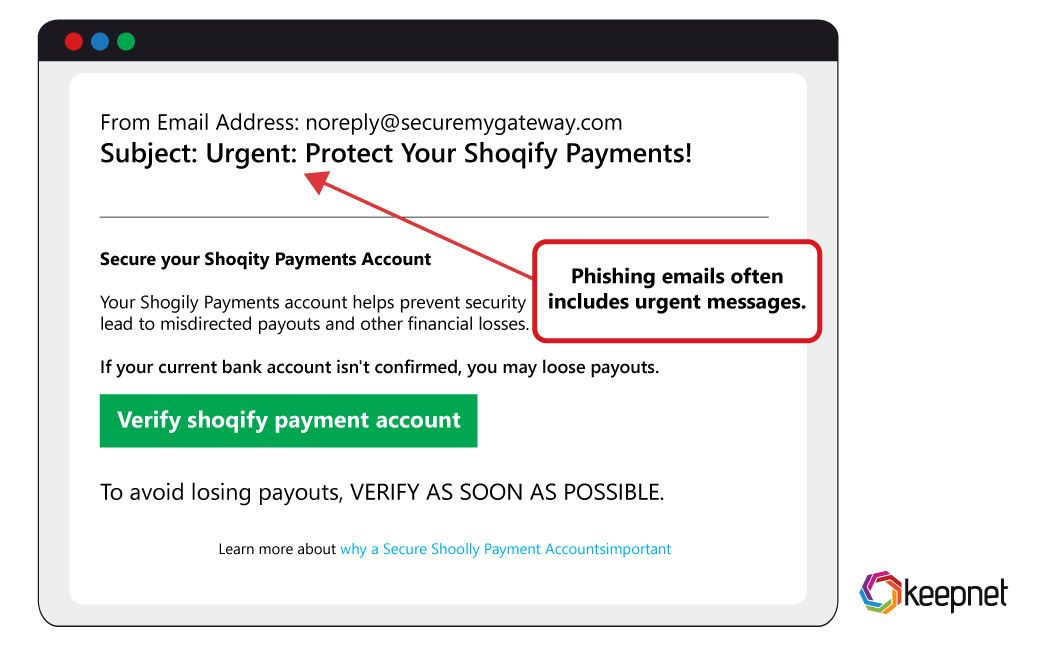 From Email Address: noreply@securemygateway.com
Subject: Urgent: Protect Your Shoqify Payments!
Secure your Shoqity Payments Account
Phishing emails often
includes urgent messages.
Your Shogily Payments account helps prevent security
lead to misdirected payouts and other financial losses.
If your current bank account isn't confirmed, you may loose payouts.
Verify shoqify payment account
To avoid losing payouts, VERIFY AS SOON AS POSSIBLE.
Learn more about why a Secure Shoolly Payment Accountsimportant
keepnet